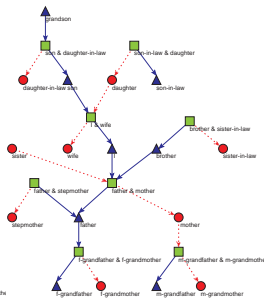 grandson
son & daughter-in-law
son-in-law & daughter
daughter-in-law
son
daughter
son-in-law
I & wife
brother & sister-in-law
sister
wife
I
brother
sister-in-law
father & stepmother
father & mother
stepmother
father
mother
f-grandfather & f-grandmother
m-grandfather & m-grandmother
f-grandfather
f-grandmother
m-grandfather
m-grandmother